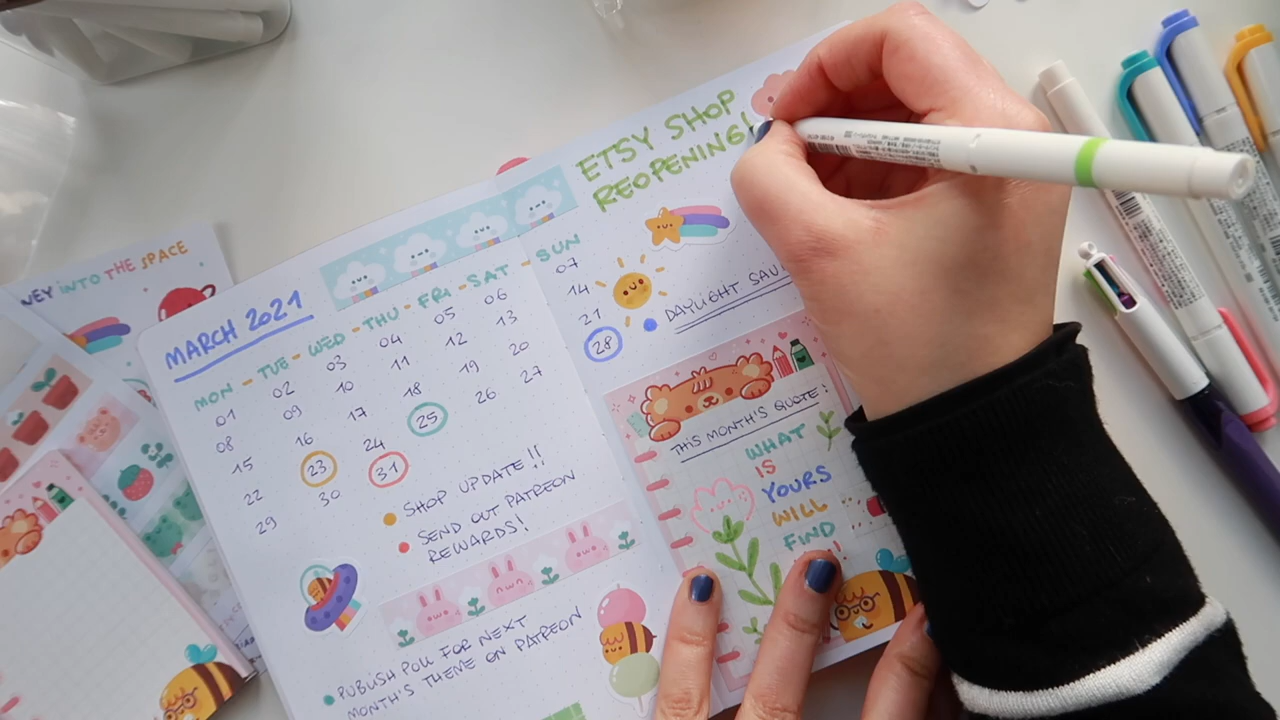 INTO THE SPACE
MARCH 2021
MON - TUE - WED - THU - FRI - SAT - SUN
01 02 03 04 05 06 07
08 09 10 11 12 13 14
15 16 17 18 19 20 21
22 23 24 25 26 27 28
29 30 31
SHOP UPDATE!!
SEND OUT PATREON
REWARDS!
PUBLISH POLL FOR NEXT
MONTH'S THEME ON PATREON
ETSY SHOP
REOPENING!
DAYLIGHT
THIS MONTH'S QUOTE:
WHAT
IS
YOURS
WILL
FIND